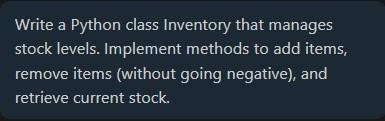 Write a Python class Inventory that manages
stock levels. Implement methods to add items,
remove items (without going negative), and
retrieve current stock.